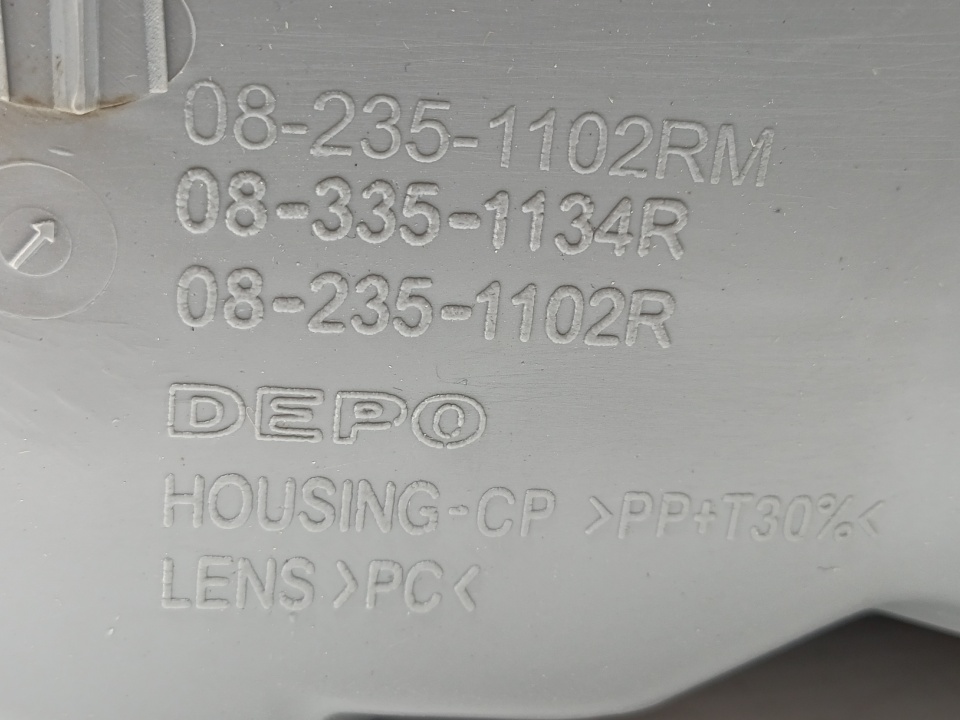 08-235-1102RM
08-335-1134R
08-235-1102R
DEPO
HOUSING-CP >PP+T30%<
LENS >PC<